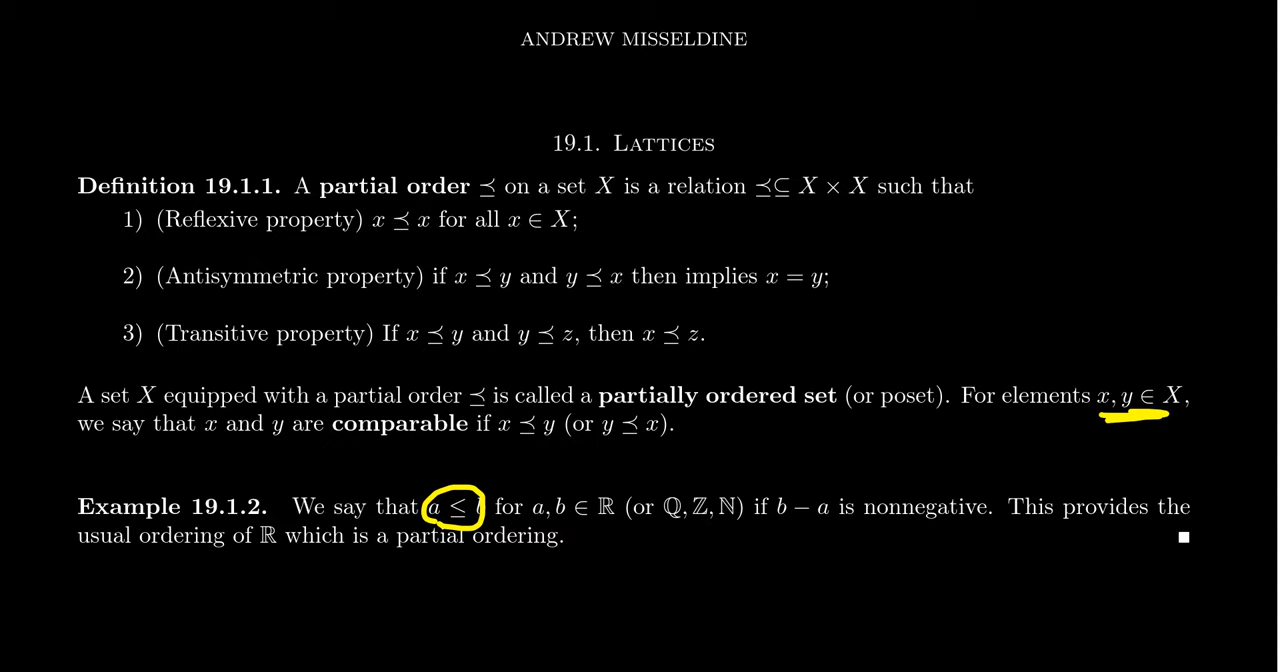 ANDREW MISSELDINE
19.1. LATTICES
Definition 19.1.1. A partial order ⪯ on a set X is a relation ⪯⊆ X × X such that
1) (Reflexive property) x ⪯ x for all x ∈ X;
2) (Antisymmetric property) if x ⪯ y and y ⪯ x then implies x = y;
3) (Transitive property) If x ⪯ y and y ⪯ z, then x ⪯ z.
A set X equipped with a partial order ⪯ is called a partially ordered set (or poset). For elements x, y ∈ X,
we say that x and y are comparable if x ⪯ y (or y ⪯ x).
Example 19.1.2. We say that a ≤ b for a, b ∈ ℝ (or ℚ, ℤ, ℕ) if b − a is nonnegative. This provides the
usual ordering of ℝ which is a partial ordering.